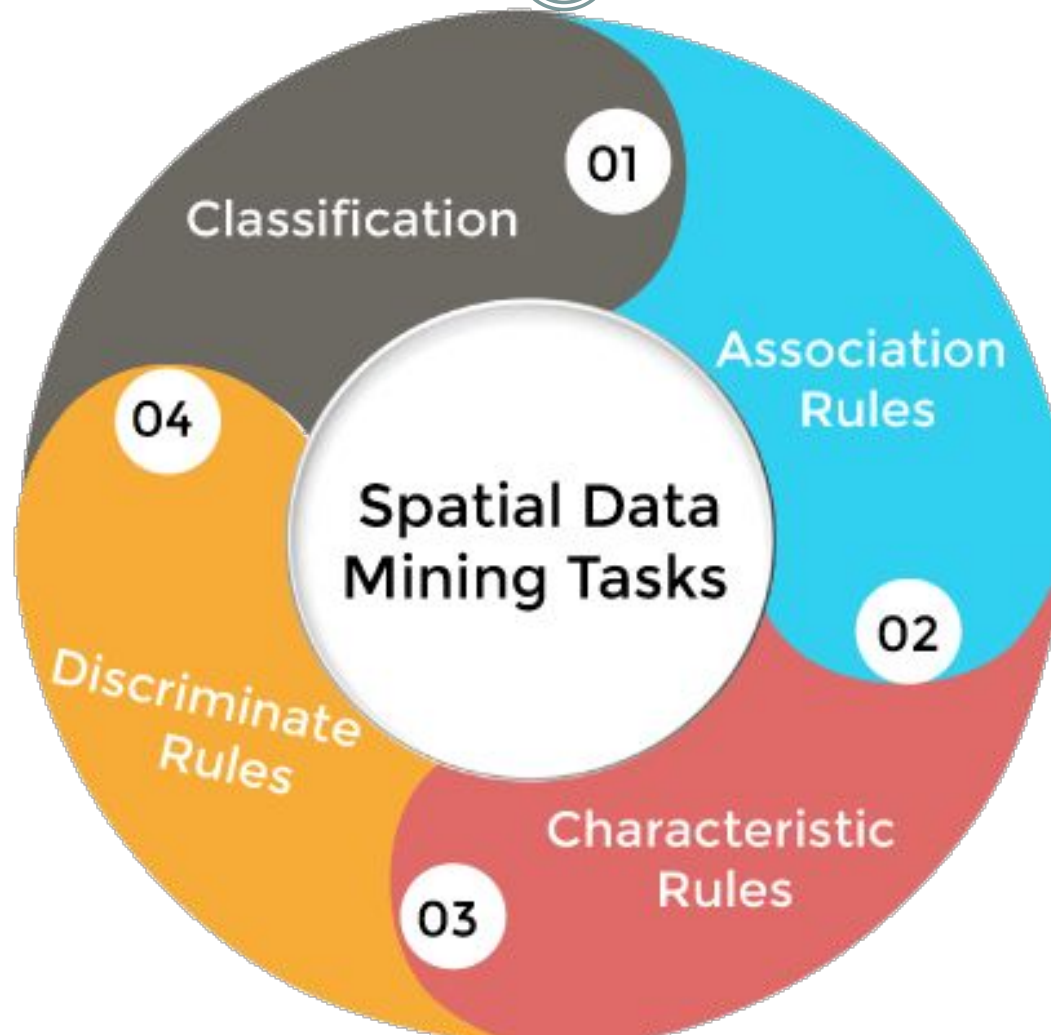 01
Classification
Association
Rules
02
Characteristic
Rules
03
Discriminate
Rules
04
Spatial Data
Mining Tasks